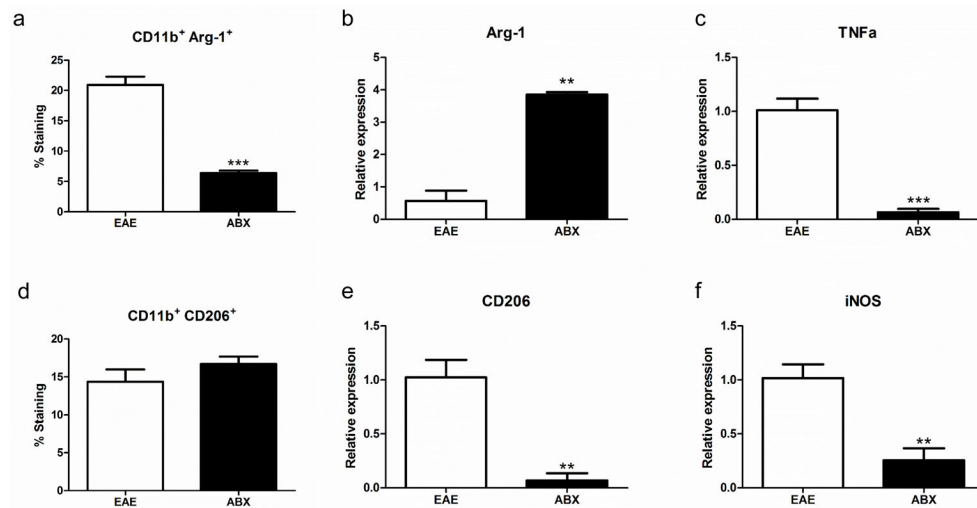 a
CD11b+ Arg-1+
% Staining
25
20
15
10
5
0
***
EAE
ABX
b
Arg-1
Relative expression
5
4
3
2
1
0
**
EAE
ABX
c
TNFa
Relative expression
1.5
1.0
0.5
0.0
***
EAE
ABX
d
CD11b+ CD206+
% Staining
20
15
10
5
0
EAE
ABX
e
CD206
Relative expression
1.5
1.0
0.5
0.0
**
EAE
ABX
f
iNOS
Relative expression
1.5
1.0
0.5
0.0
**
EAE
ABX